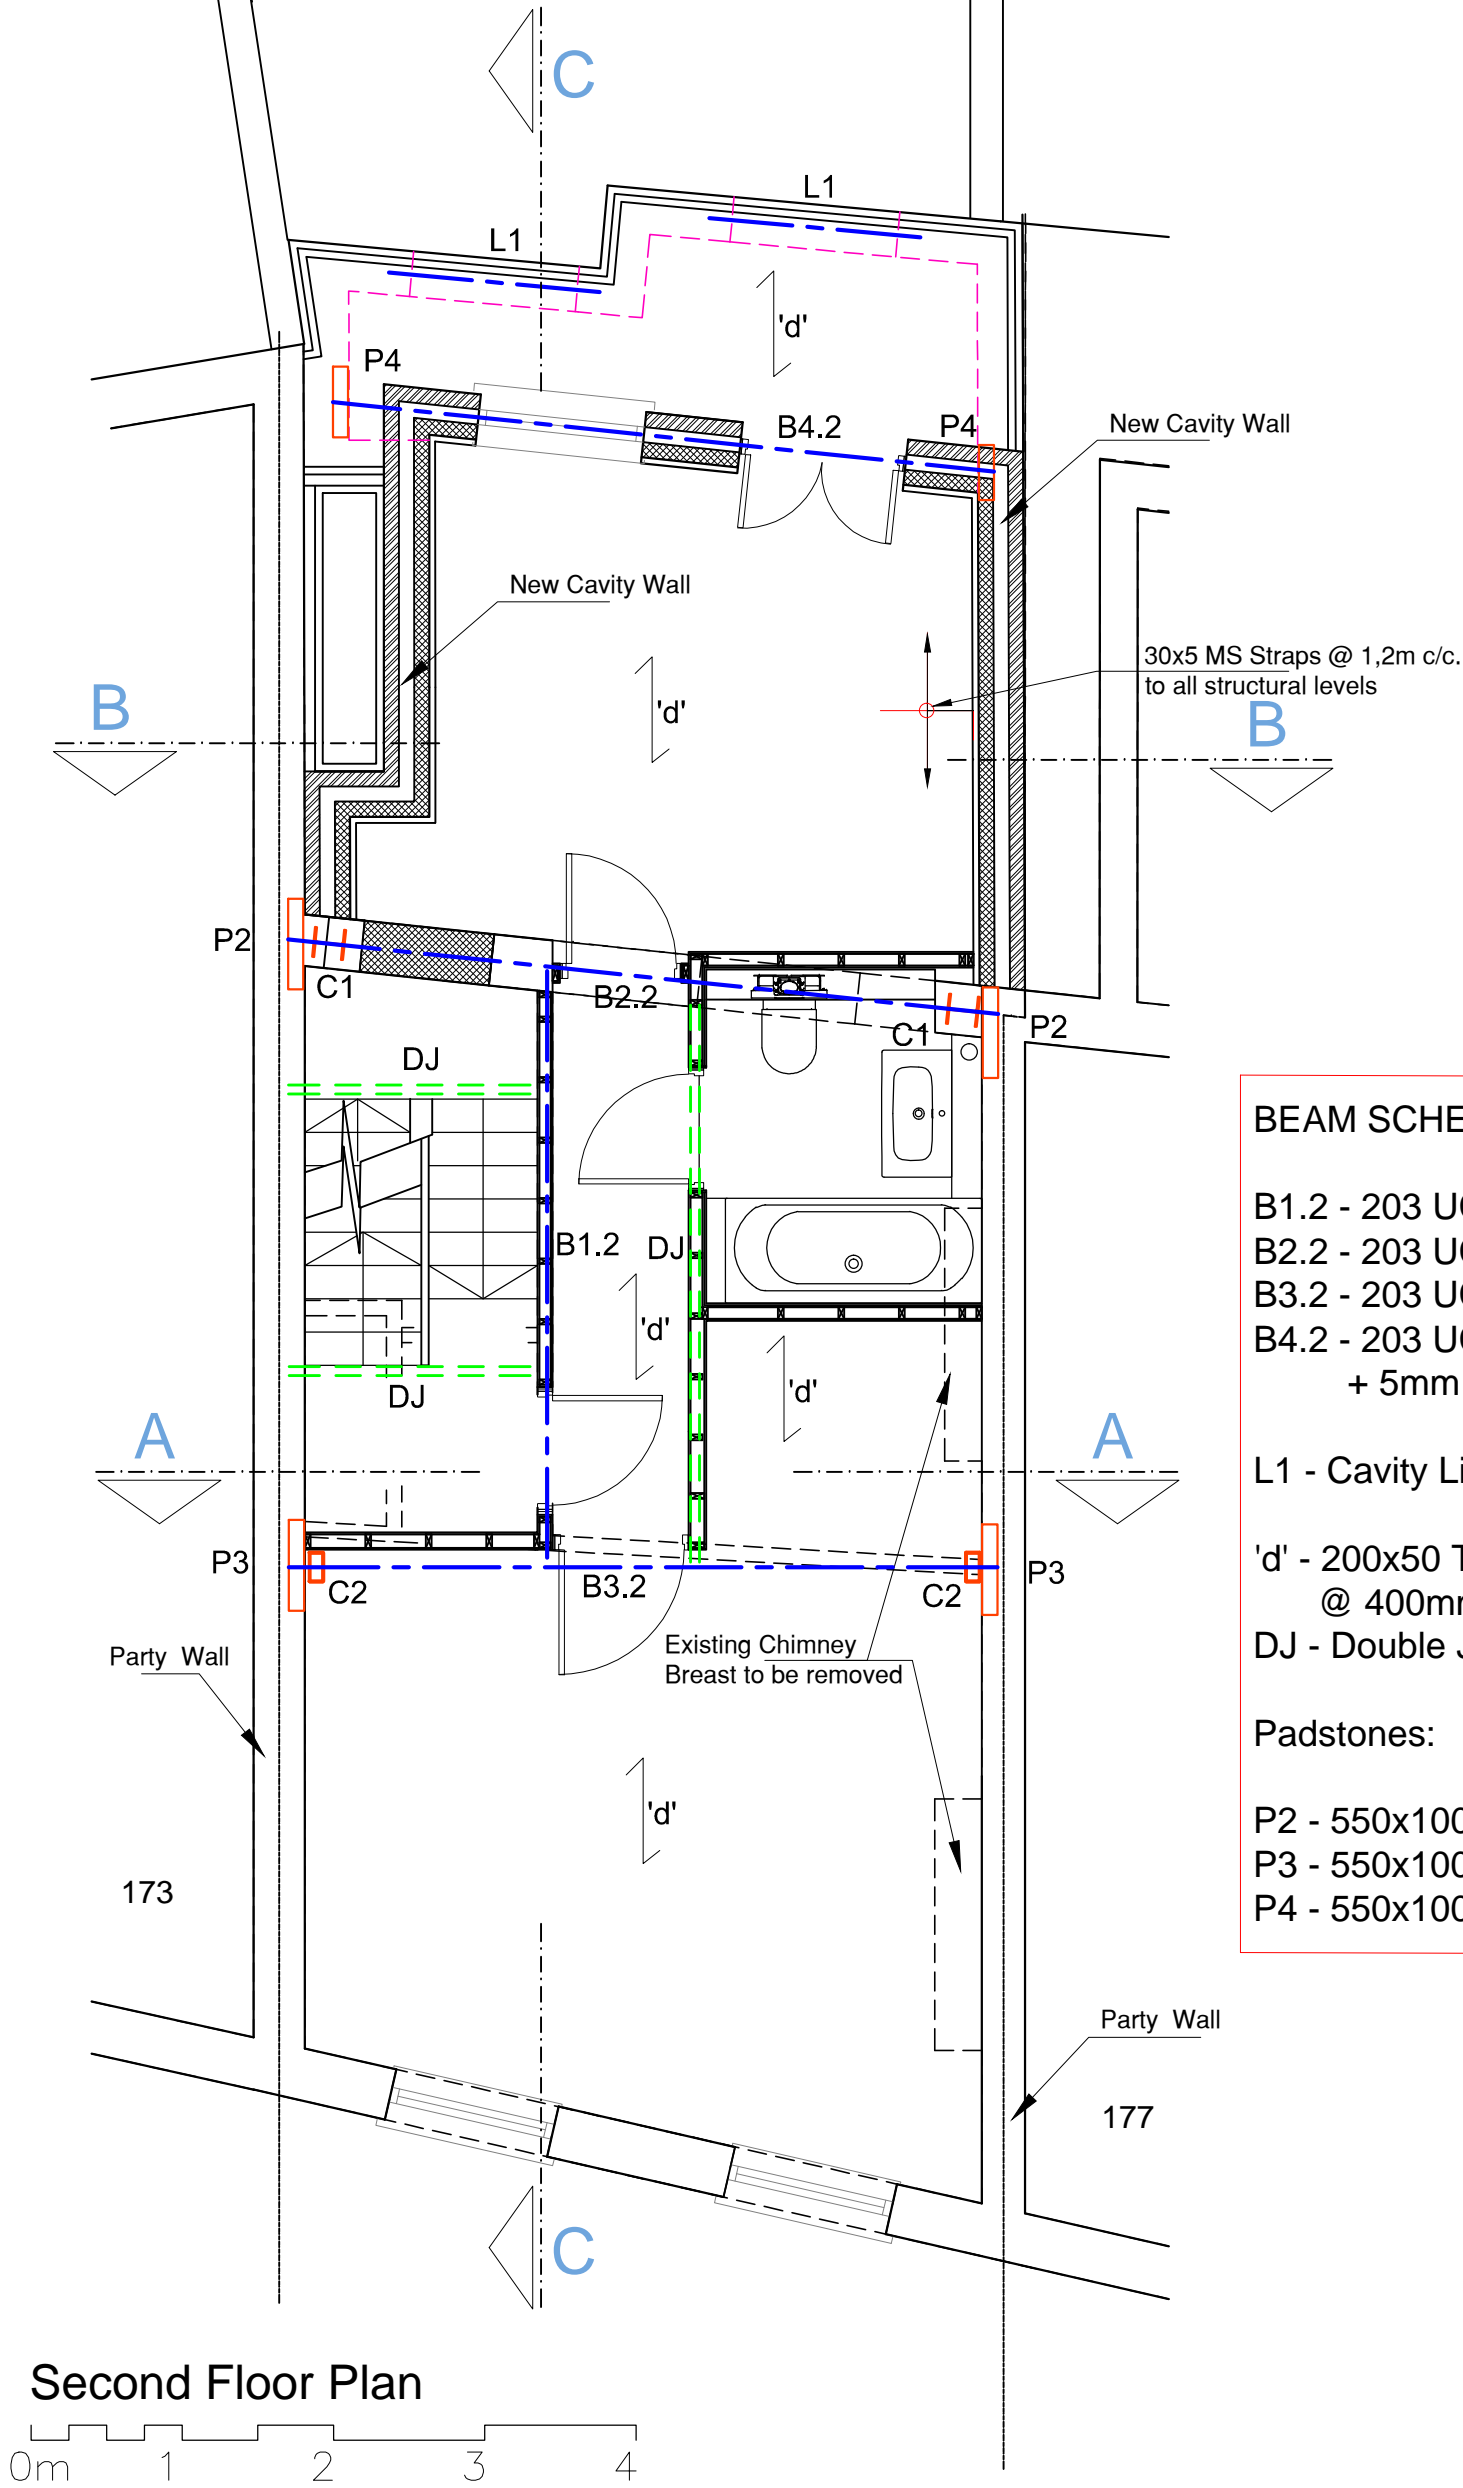 C
L1
L1
'd'
P4
B4.2
P4
New Cavity Wall
New Cavity Wall
30x5 MS Straps @ 1,2m c/c.
to all structural levels
'd'
B
B
P2
C1
B2.2
C1
P2
DJ
B1.2
DJ
'd'
'd'
DJ
A
A
P3
C2
B3.2
C2
P3
Party Wall
Existing Chimney
Breast to be removed
'd'
173
Party Wall
177
C
BEAM SCHE
B1.2 - 203 U
B2.2 - 203 U
B3.2 - 203 U
B4.2 - 203 U
+ 5mm
L1 - Cavity Li
'd' - 200x50 T
@ 400m
DJ - Double
Padstones:
P2 - 550x100
P3 - 550x100
P4 - 550x100
Second Floor Plan
0m 1 2 3 4